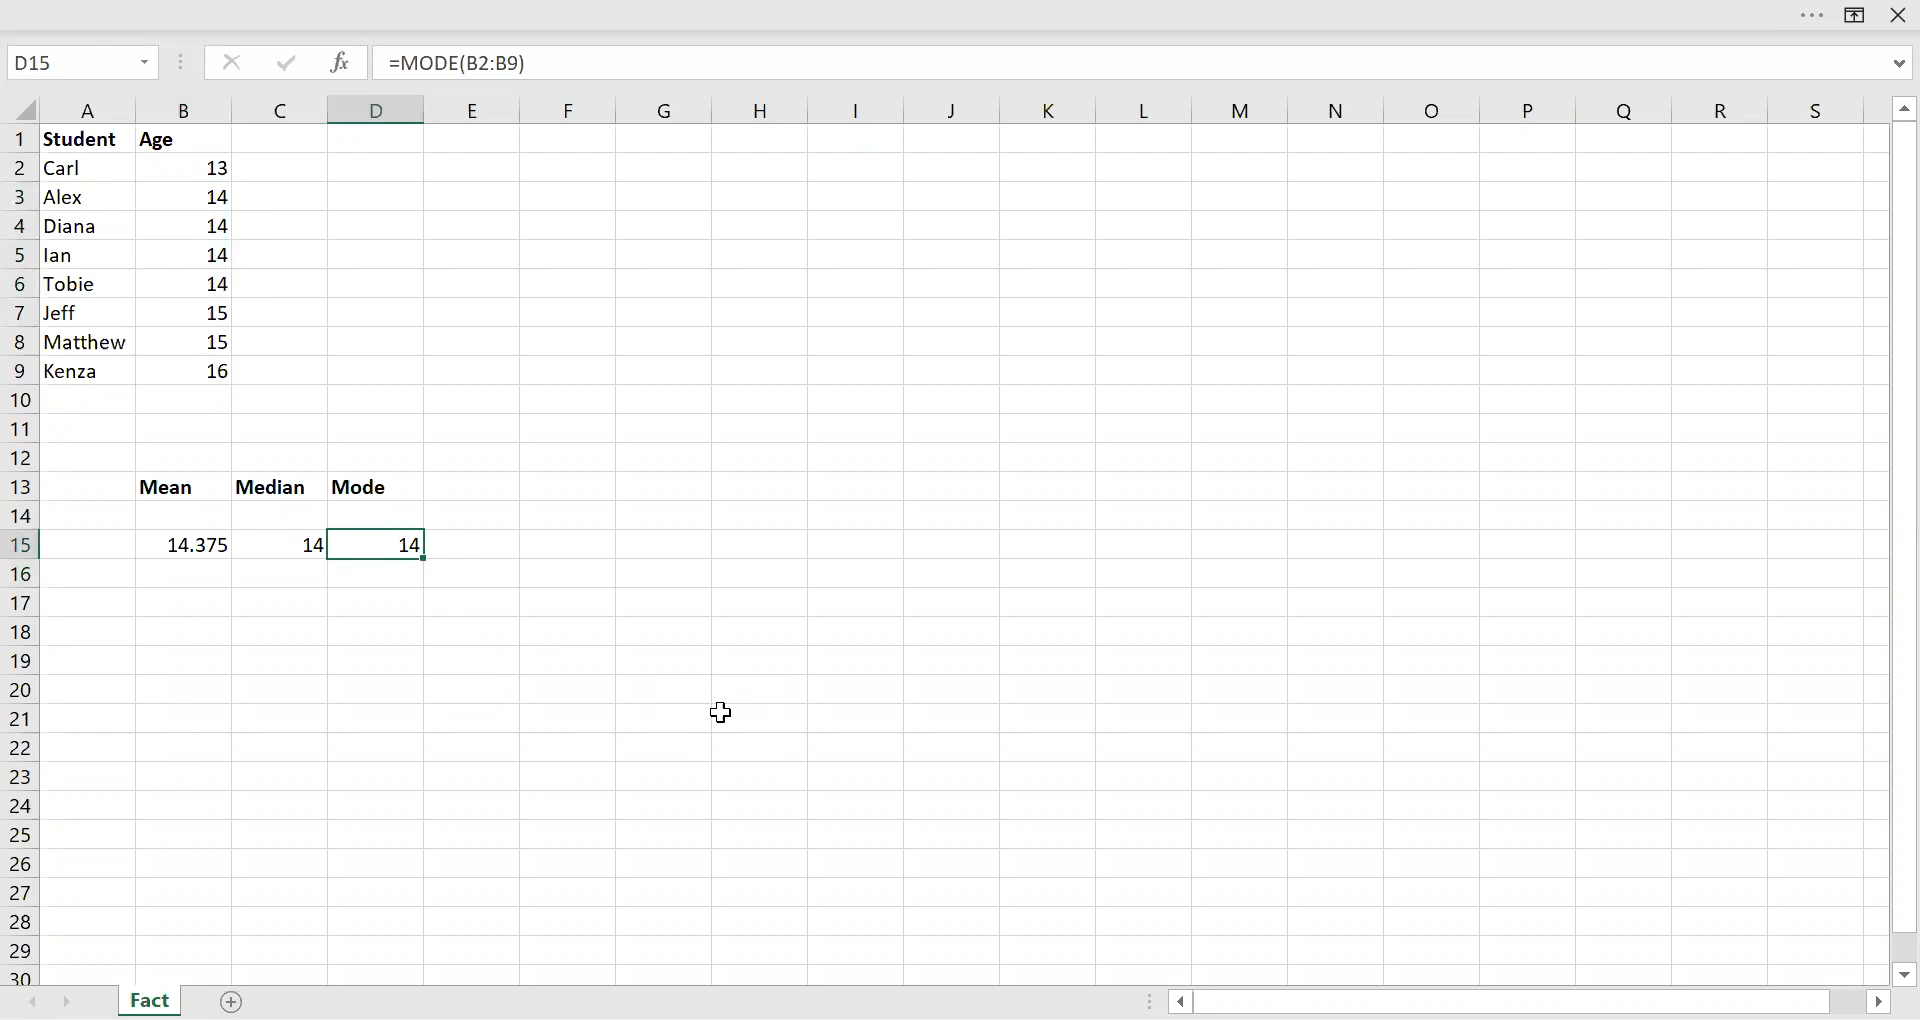 D15 fx =MODE(B2:B9)
A B C D E F G H I J K L M N O P Q R S
1 Student Age
2 Carl 13
3 Alex 14
4 Diana 14
5 Ian 14
6 Tobie 14
7 Jeff 15
8 Matthew 15
9 Kenza 16
10
11
12
13 Mean Median Mode
14
15 14.375 14 14
16
17
18
19
20
21
22
23
24
25
26
27
28
29
30
Fact